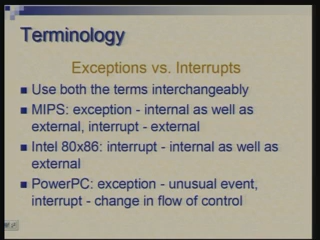 Terminology
Exceptions vs. Interrupts
Use both the terms interchangeably
MIPS: exception - internal as well as
external, interrupt - external
Intel 80x86: interrupt - internal as well as
external
PowerPC: exception - unusual event,
interrupt - change in flow of control